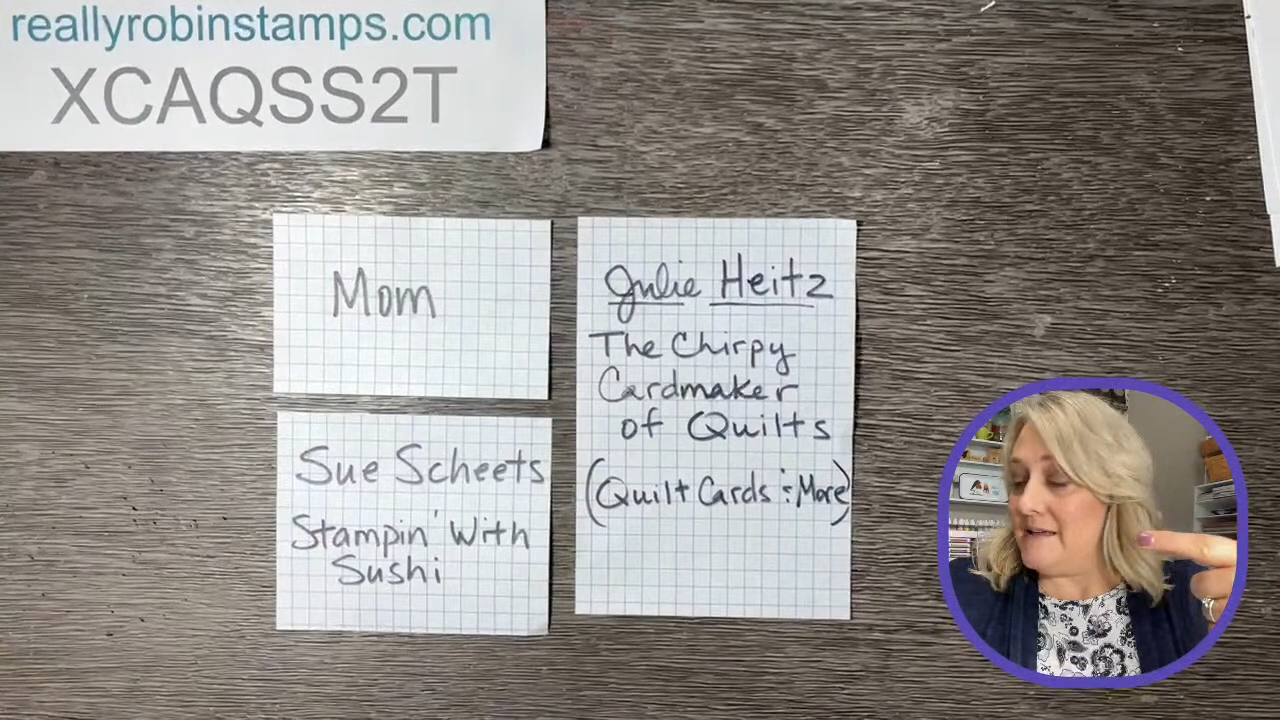 reallyrobinstamps.com
XCAQSS2T
Mom
Sue Scheets
Stampin' With
Sushi
Julie Heitz
The Chirpy
Cardmaker
of Quilts
(Quilt Cards & More)